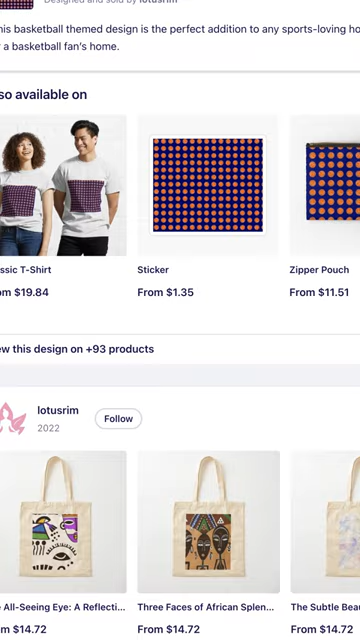 Designed and sold by lotusrim
his basketball themed design is the perfect addition to any sports-loving ho
a basketball fan's home.
so available on
ssic T-Shirt
Sticker
Zipper Pouch
om $19.84
From $1.35
From $11.51
ew this design on +93 products
lotusrim
Follow
2022
All-Seeing Eye: A Reflecti...
Three Faces of African Splen...
The Subtle Beau
om $14.72
From $14.72
From $14.72